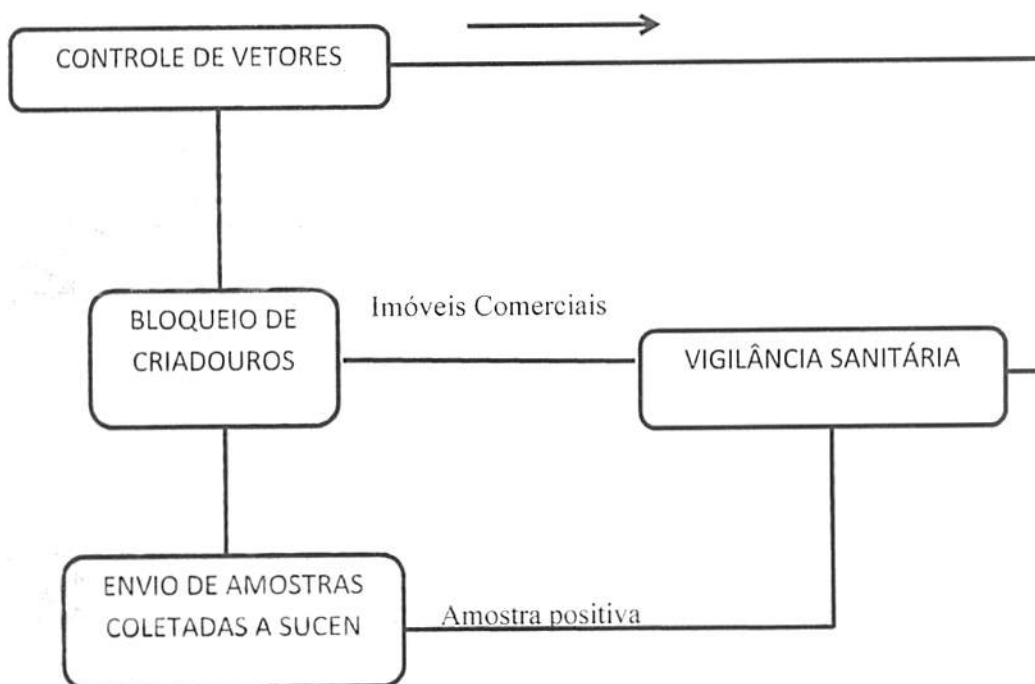 CONTROLE DE VETORES
BLOQUEIO DE
CRIADOUROS
Imóveis Comerciais
VIGILÂNCIA SANITÁRIA
ENVIO DE AMOSTRAS
COLETADAS A SUCEN
Amostra positiva